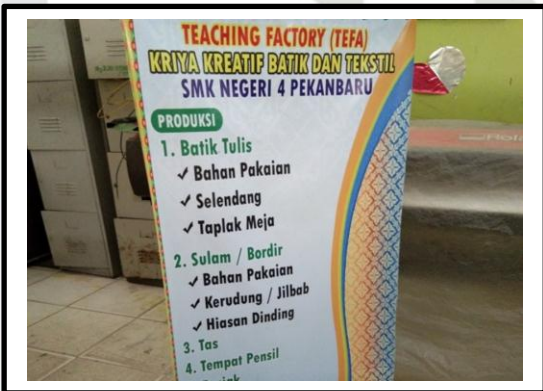 TEACHING FACTORY (TEFA)
KRIYA KREATIF BATIK DAN TEKSTIL
SMK NEGERI 4 PEKANBARU
PRODUKSI
1. Batik Tulis
✓ Bahan Pakaian
✓ Selendang
✓ Taplak Meja
2. Sulam / Bordir
✓ Bahan Pakaian
✓ Kerudung / Jilbab
✓ Hiasan Dinding
3. Tas
4. Tempat Pensil